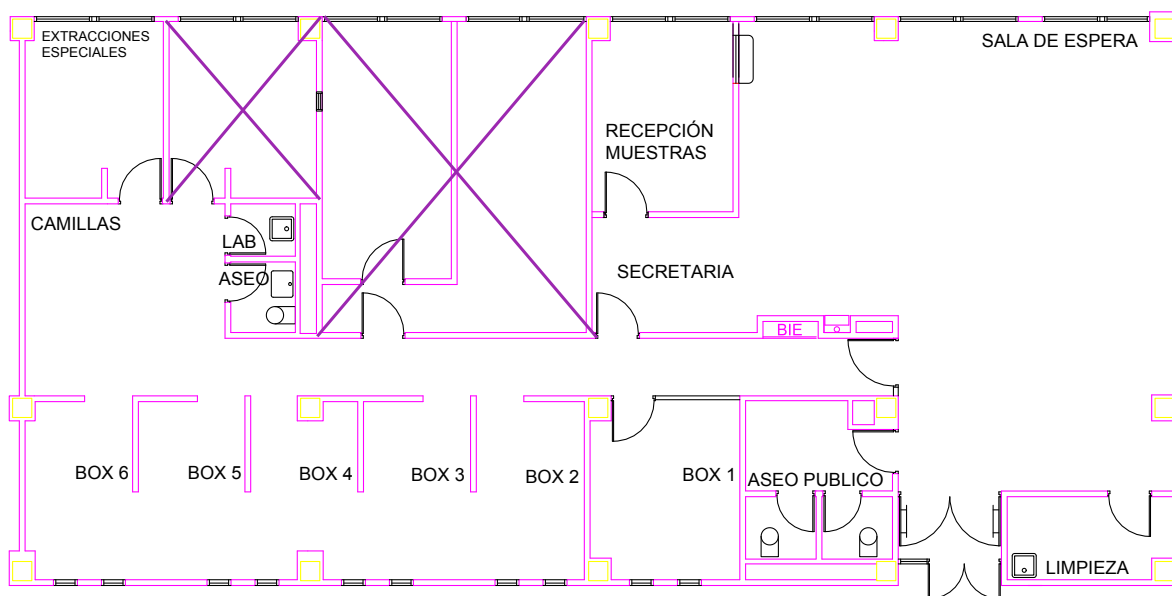 EXTRACCIONES
ESPECIALES
SALA DE ESPERA
RECEPCIÓN
MUESTRAS
CAMILLAS
LAB
ASEO
SECRETARIA
BIE
BOX 6
BOX 5
BOX 4
BOX 3
BOX 2
BOX 1
ASEO PUBLICO
LIMPIEZA